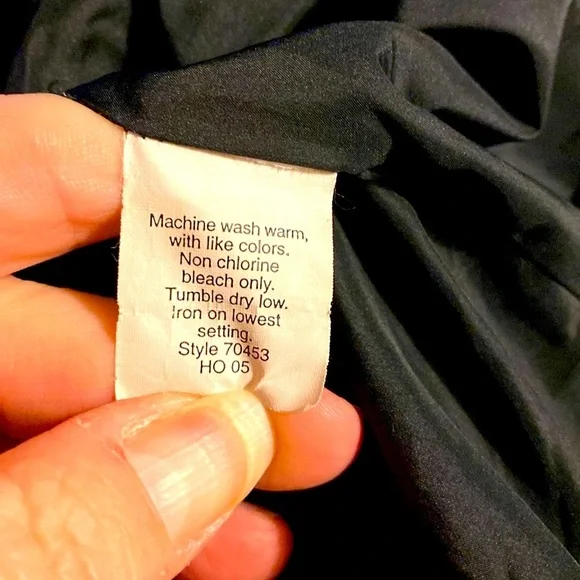 Machine wash warm,
with like colors.
Non chlorine
bleach only.
Tumble dry low.
Iron on lowest
setting.
Style 70453
HO 05